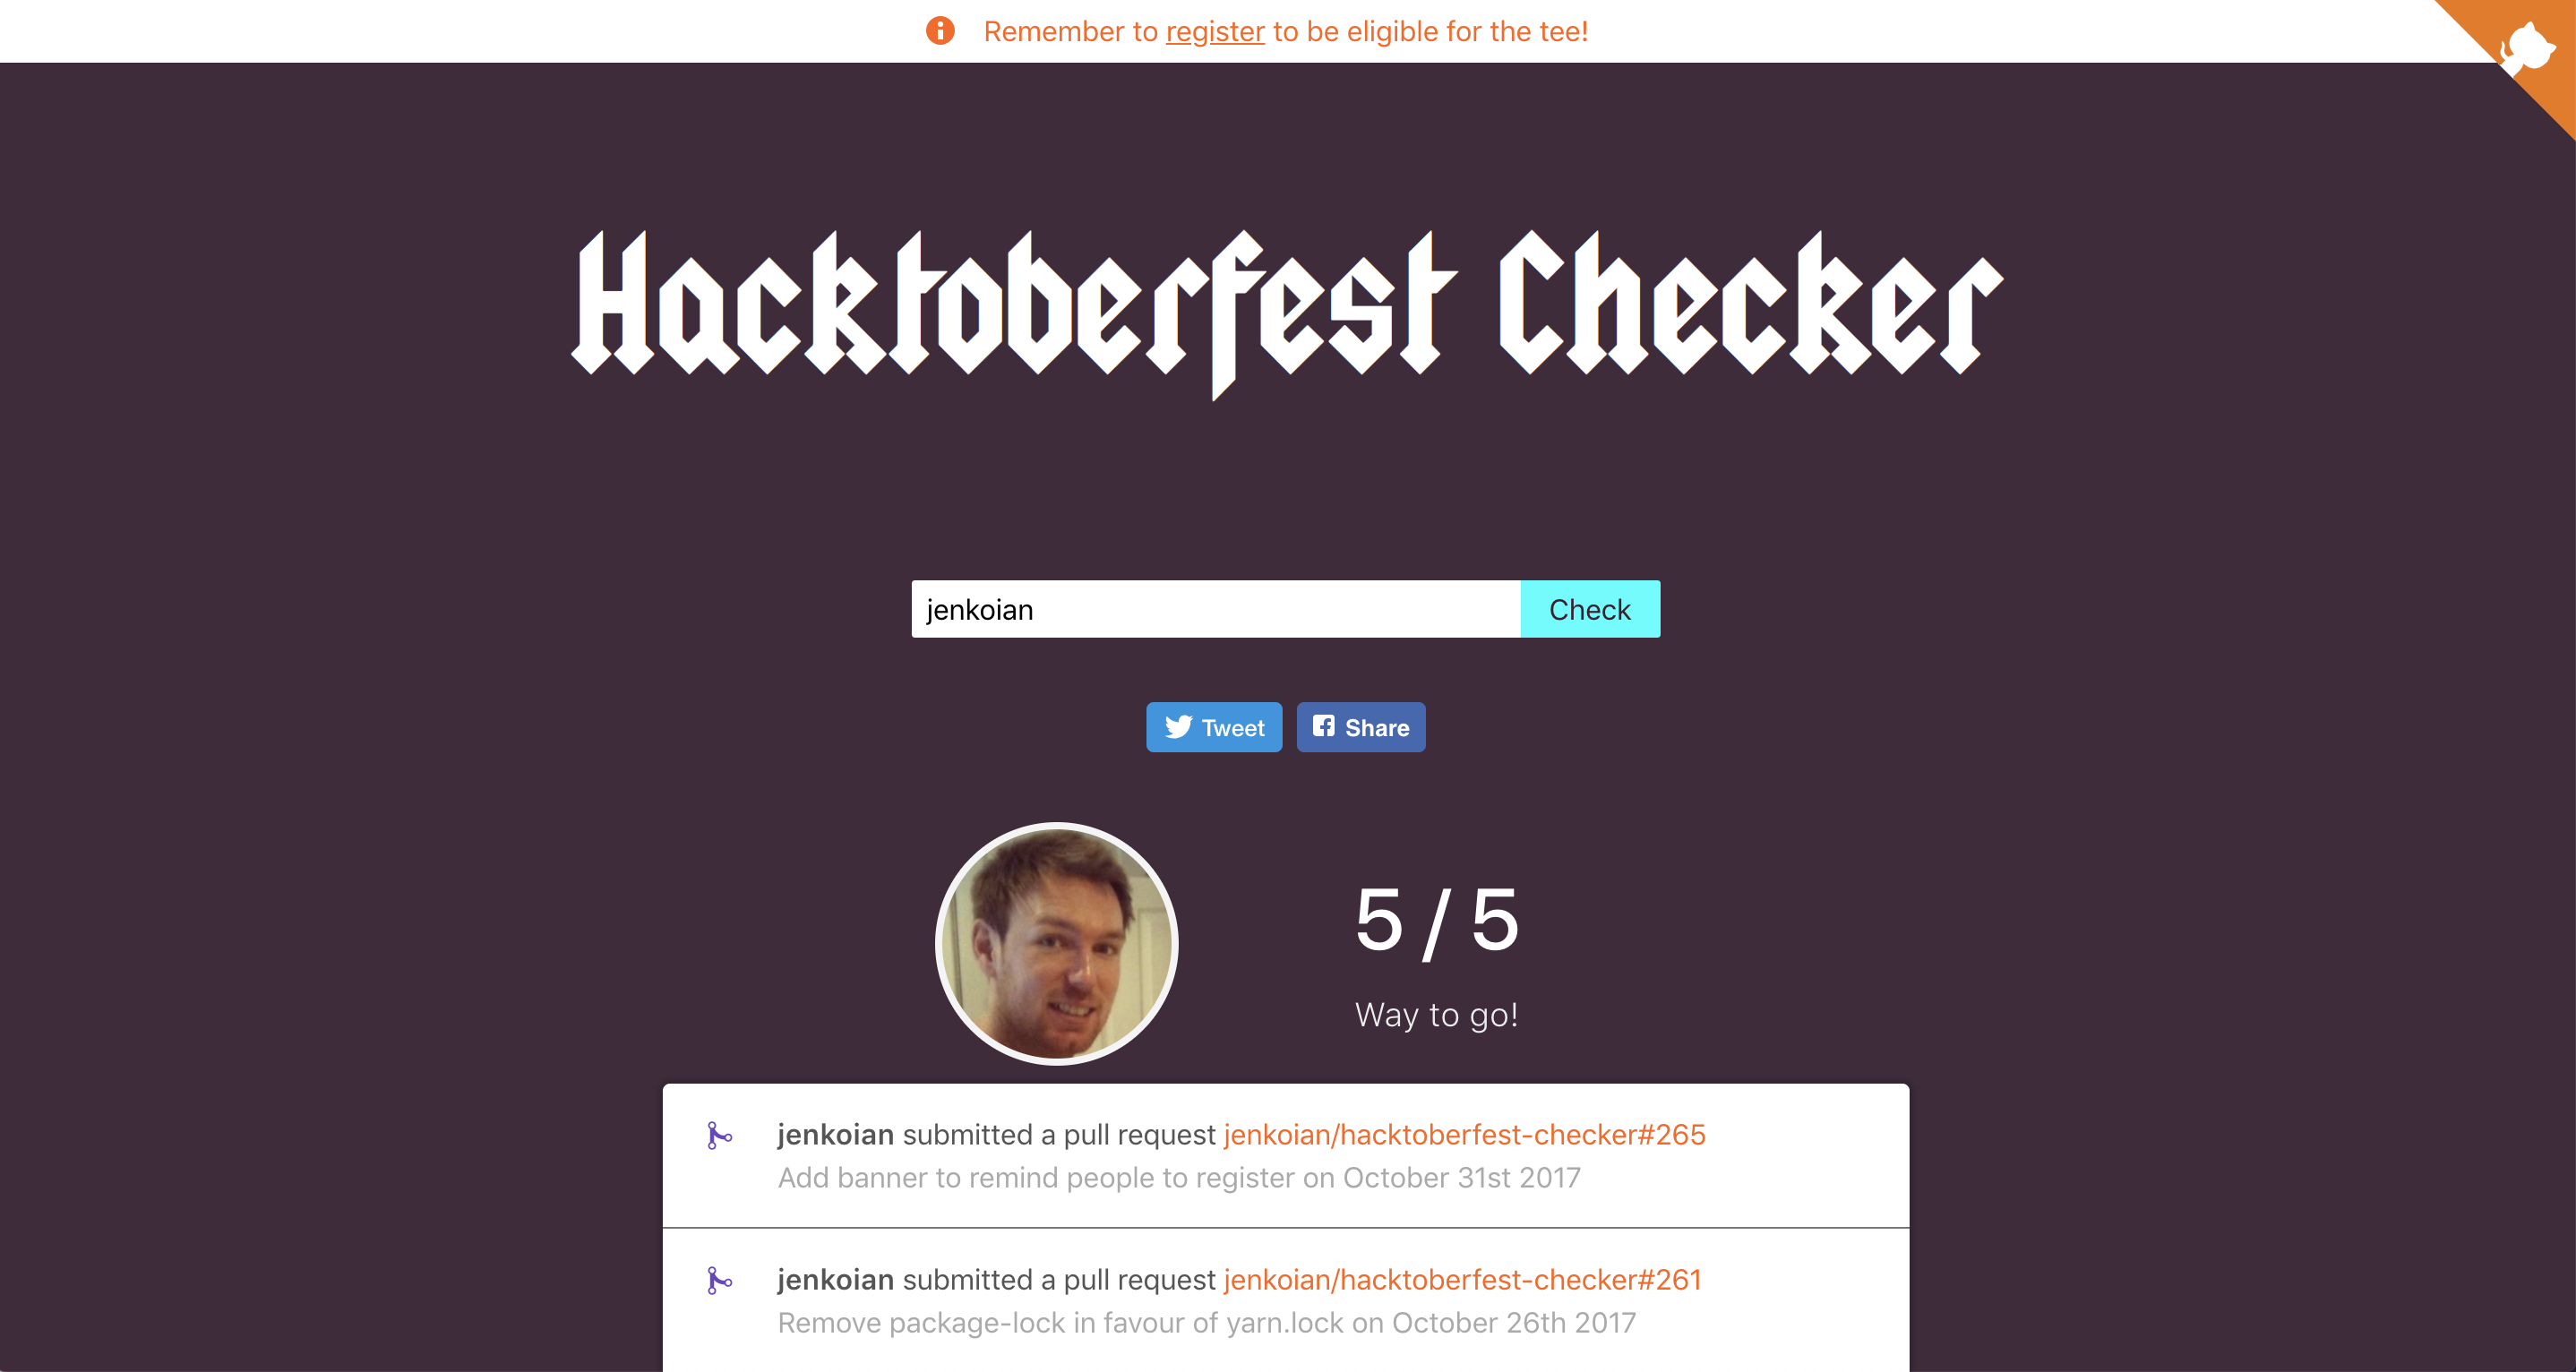 Remember to register to be eligible for the tee!
Hacktoberfest Checker
jenkoian
Check
Tweet
Share
5 / 5
Way to go!
jenkoian submitted a pull request jenkoian/hacktoberfest-checker#265
Add banner to remind people to register on October 31st 2017
jenkoian submitted a pull request jenkoian/hacktoberfest-checker#261
Remove package-lock in favour of yarn.lock on October 26th 2017